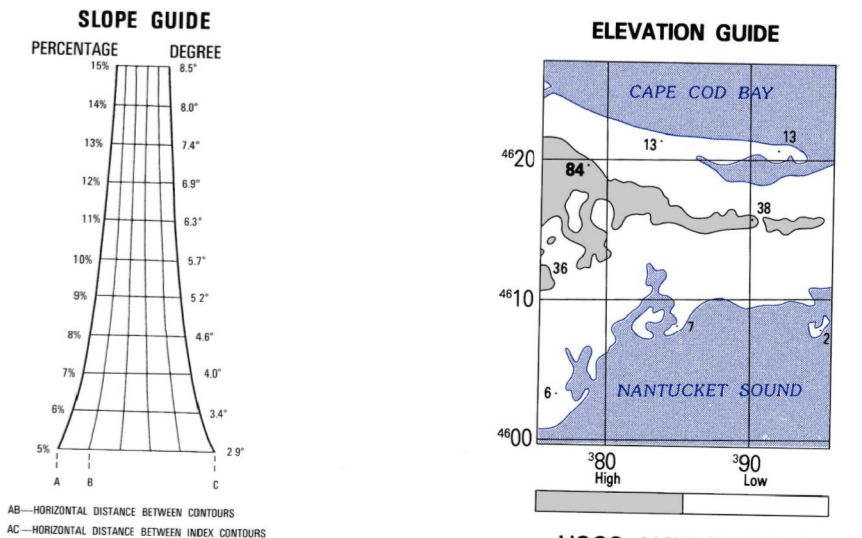 SLOPE GUIDE
PERCENTAGE DEGREE
15% 8.5°
14% 8.0°
13% 7.4°
12% 6.9°
11% 6.3°
10% 5.7°
9% 5 2°
8% 4.6°
7% 4.0°
6% 3.4°
5% 2 9°
A B C
AB—HORIZONTAL DISTANCE BETWEEN CONTOURS
AC—HORIZONTAL DISTANCE BETWEEN INDEX CONTOURS
ELEVATION GUIDE
CAPE COD BAY
13
13
4620
84
38
36
4610
7
2
6
NANTUCKET SOUND
4600
380 390
High Low